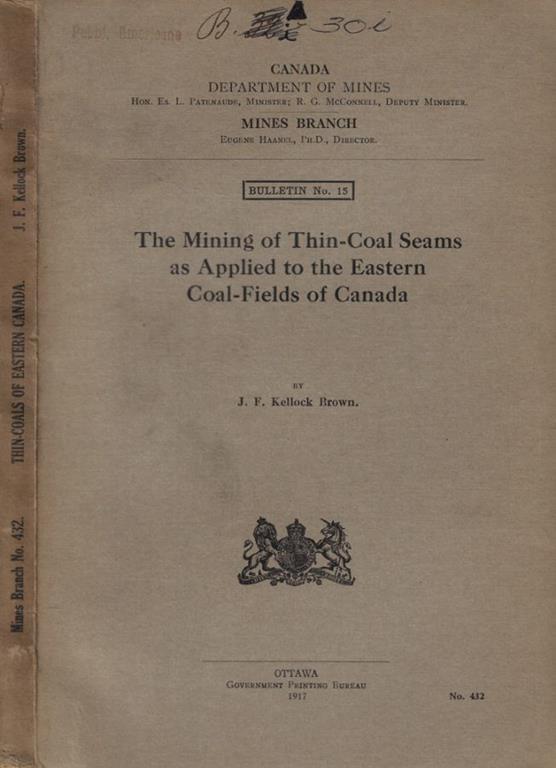 B. 30i
CANADA
DEPARTMENT OF MINES
HON. ES. L. PATENAUDE, MINISTER; R. G. MCCONNELL, DEPUTY MINISTER.
MINES BRANCH
EUGENE HAANEL, PH.D., DIRECTOR.
BULLETIN No. 15
The Mining of Thin-Coal Seams
as Applied to the Eastern
Coal-Fields of Canada
BY
J. F. Kellock Brown.
OTTAWA
GOVERNMENT PRINTING BUREAU
1917
No. 432
Mines Branch No. 432. THIN-COALS OF EASTERN CANADA. J. F. Kellock Brown.